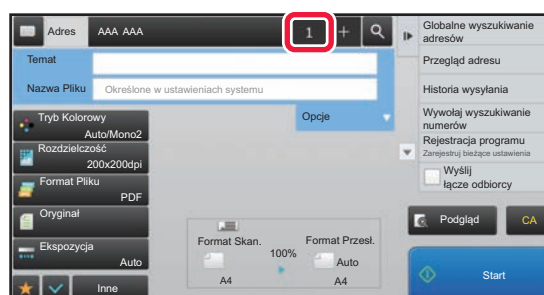 Adres AAA AAA 1 +
Temat
Nazwa Pliku Określone w ustawieniach systemu
Opcje
Tryb Kolorowy
Auto/Mono2
Rozdzielczość
200x200dpi
Format Pliku
PDF
Oryginał
Ekspozycja
Auto
Inne
Format Skan.
A4
100%
Format Przesł.
Auto
A4
Globalne wyszukiwanie
adresów
Przegląd adresu
Historia wysyłania
Wywołaj wyszukiwanie
numerów
Rejestracja programu
Zarejestruj bieżące ustawienia
Wyślij
łącze odbiorcy
Podgląd CA
Start